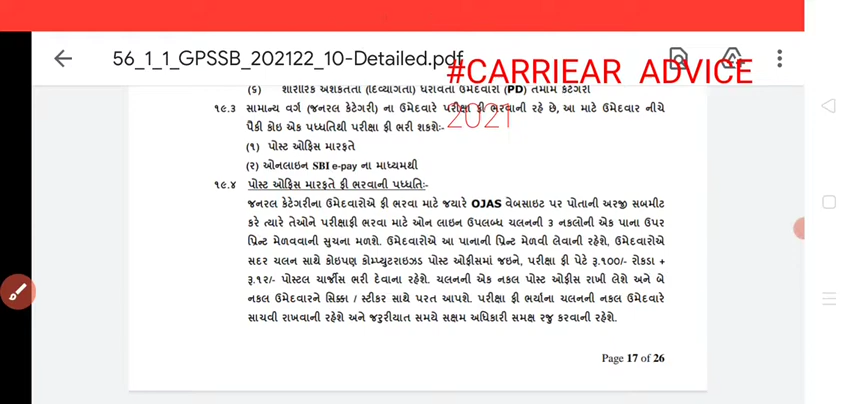 56_1_1_GPSSB_202122_10-Detailed.pdf
#CARRIEAR ADVICE
2021
(૬) શારીરિક અશકતતા (દિવ્યાંગતા) ધરાવતા ઉમેદવારો (PD) તમામ કેટેગરી
૧૯.૩ સામાન્ય વર્ગ (જનરલ કેટેગરી) ના ઉમેદવારે પરીક્ષા ફી ભરવાની રહે છે, આ માટે ઉમેદવાર નીચે
પૈકી કોઇ એક પધ્ધતિથી પરીક્ષા ફી ભરી શકશેઃ-
(૧) પોસ્ટ ઓફિસ મારફતે
(૨) ઓનલાઇન SBI e-pay ના માધ્યમથી
૧૯.૪ પોસ્ટ ઓફિસ મારફતે ફી ભરવાની પધ્ધતિઃ-
જનરલ કેટેગરીના ઉમેદવારોએ ફી ભરવા માટે જયારે OJAS વેબસાઇટ પર પોતાની અરજી સબમીટ
કરે ત્યારે તેઓને પરીક્ષાફી ભરવા માટે ઓન લાઇન ઉપલબ્ધ ચલનની 3 નકલોની એક પાના ઉપર
પ્રિન્ટ મેળવવાની સુચના મળશે. ઉમેદવારોએ આ પાનાની પ્રિન્ટ મેળવી લેવાની રહેશે, ઉમેદવારોએ
સદર ચલન સાથે કોઇપણ કોમ્પ્યુટરાઇઝડ પોસ્ટ ઓફીસમાં જઇને, પરીક્ષા ફી પેટે રૂ.૧૦૦/- રોકડા +
રૂ.૧૨/- પોસ્ટલ ચાર્જીસ ભરી દેવાના રહેશે. ચલનની એક નકલ પોસ્ટ ઓફીસ રાખી લેશે અને બે
નકલ ઉમેદવારને સિક્કા / સ્ટીકર સાથે પરત આપશે. પરીક્ષા ફી ભર્યાના ચલનની નકલ ઉમેદવારે
સાચવી રાખવાની રહેશે અને જરુરીયાત સમયે સક્ષમ અધિકારી સમક્ષ રજુ કરવાની રહેશે.
Page 17 of 26